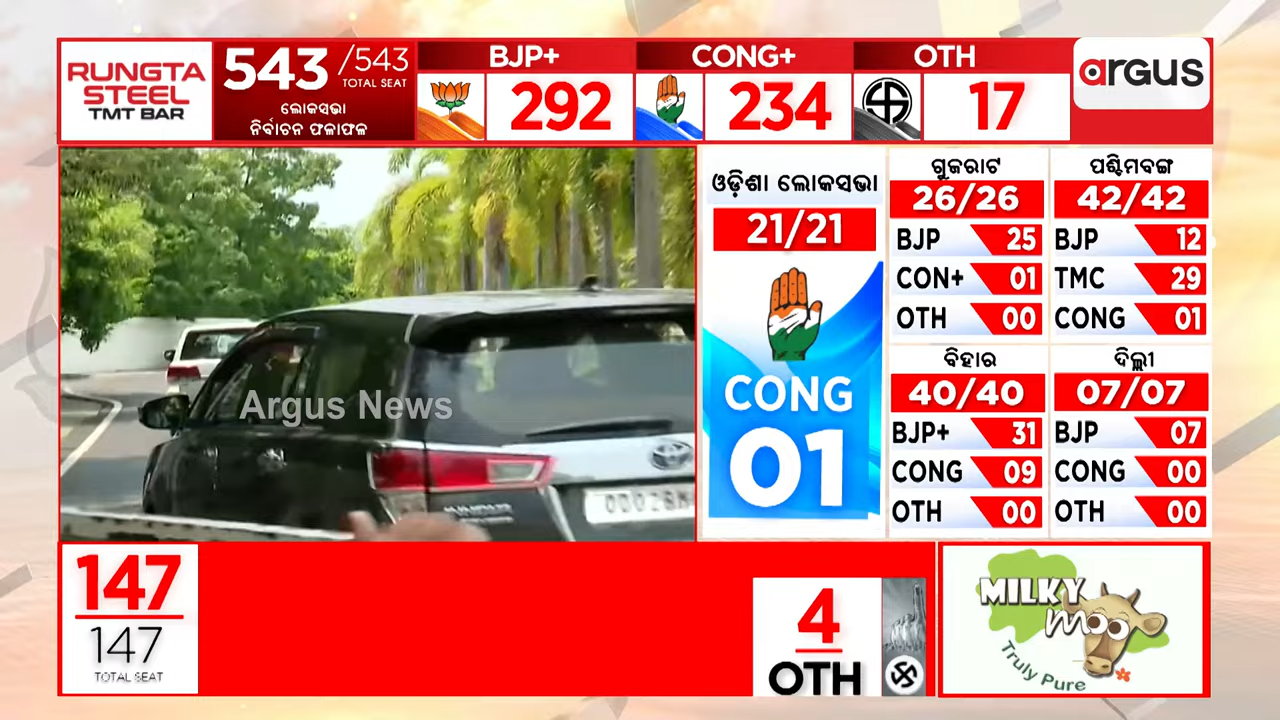 RUNGTA
STEEL
TMT BAR
543 /543
TOTAL SEAT
ଲୋକସଭା
ନିର୍ବାଚନ ଫଳାଫଳ
BJP+
292
CONG+
234
OTH
17
argus
Argus News
ଓଡ଼ିଶା ଲୋକସଭା
21/21
CONG
01
ଗୁଜରାଟ
26/26
BJP 25
CON+ 01
OTH 00
ପଶ୍ଚିମବଙ୍ଗ
42/42
BJP 12
TMC 29
CONG 01
ବିହାର
40/40
BJP+ 31
CONG 09
OTH 00
ଦିଲ୍ଲୀ
07/07
BJP 07
CONG 00
OTH 00
147
147
TOTAL SEAT
4
OTH
MILKY
moo
Truly Pure